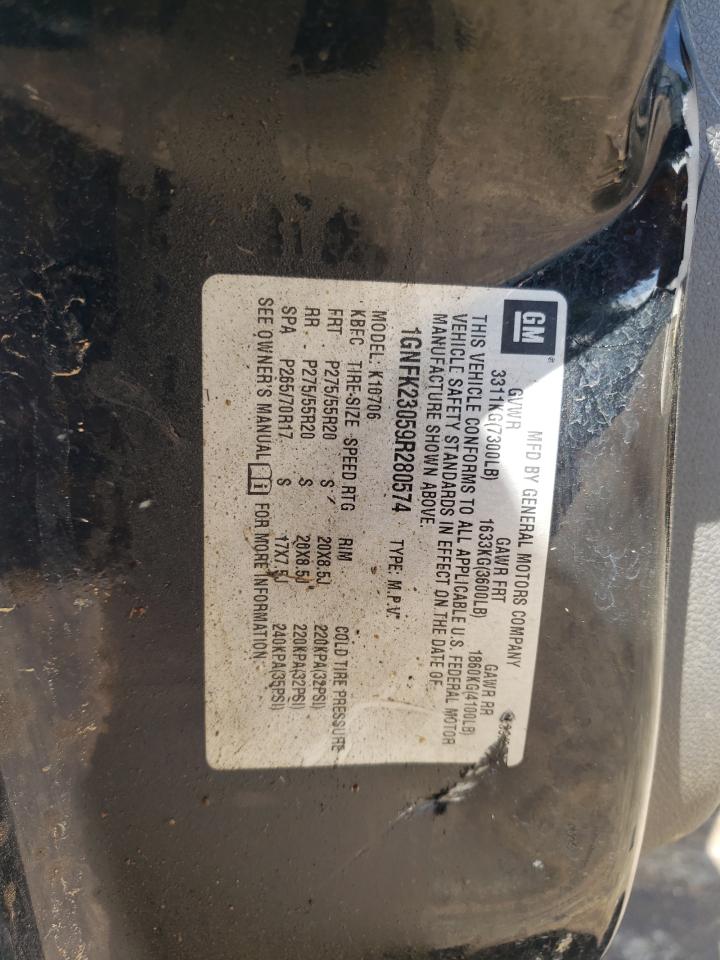 GM ®
MFD BY GENERAL MOTORS COMPANY
GVWR GAWR FRT GAWR RR
3311KG(7300LB) 1633KG(3600LB) 1860KG(4100LB)
THIS VEHICLE CONFORMS TO ALL APPLICABLE U.S. FEDERAL MOTOR
VEHICLE SAFETY STANDARDS IN EFFECT ON THE DATE OF
MANUFACTURE SHOWN ABOVE.
1GNFK23059R280574 TYPE: M.P.V.
MODEL: K10706
KBFC TIRE-SIZE SPEED RTG RIM COLD TIRE PRESSURE
FRT P275/55R20 S 20X8.5J 220KPA(32PSI)
RR P275/55R20 S 20X8.5J 220KPA(32PSI)
SPA P265/70R17 S 17X7.5J 240KPA(35PSI)
SEE OWNER'S MANUAL FOR MORE INFORMATION.